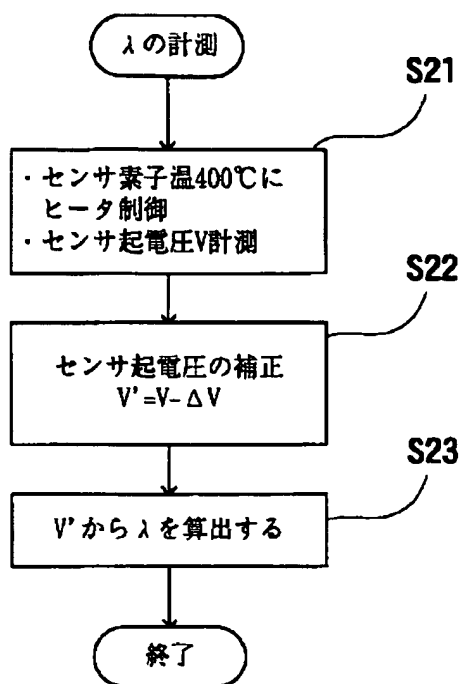 λの計測
S21
・センサ素子温400℃に
ヒータ制御
・センサ起電圧V計測
S22
センサ起電圧の補正
V'=V-ΔV
S23
V'からλを算出する
終了